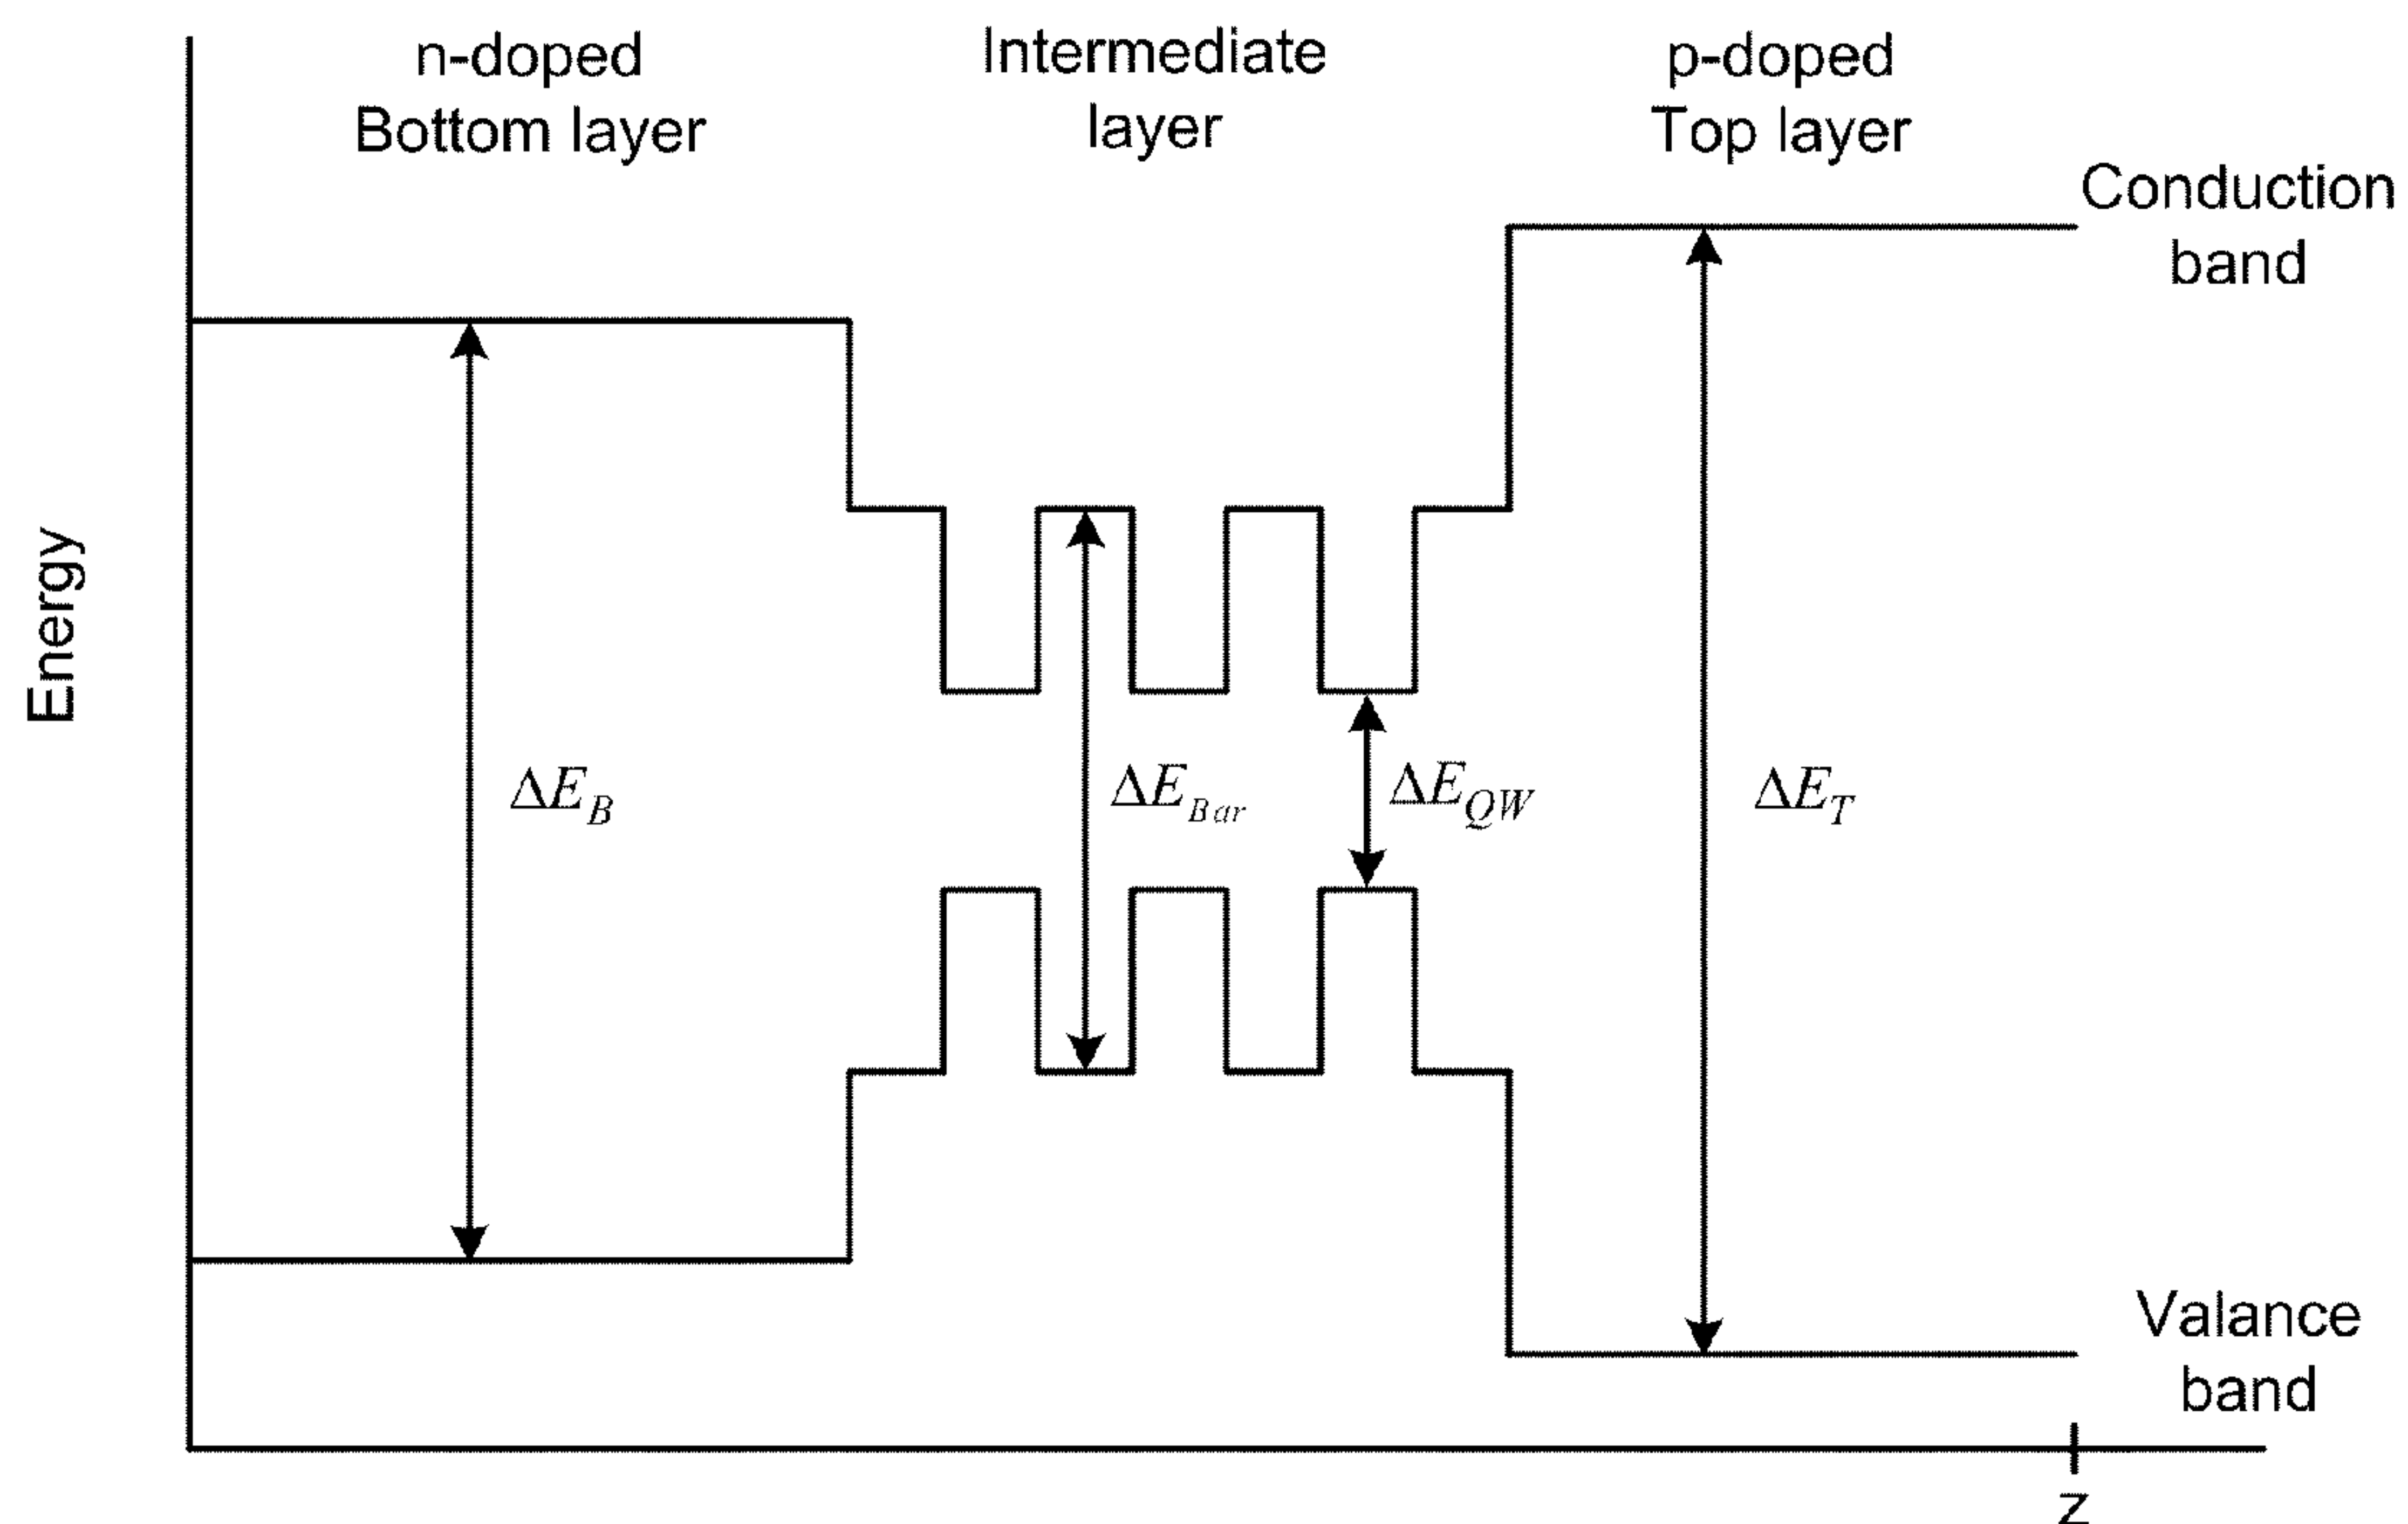 n-doped
Bottom layer
Intermediate
layer
p-doped
Top layer
Conduction
band
Energy
ΔE_B
ΔE_Bar
ΔE_QW
ΔE_T
Valance
band
z